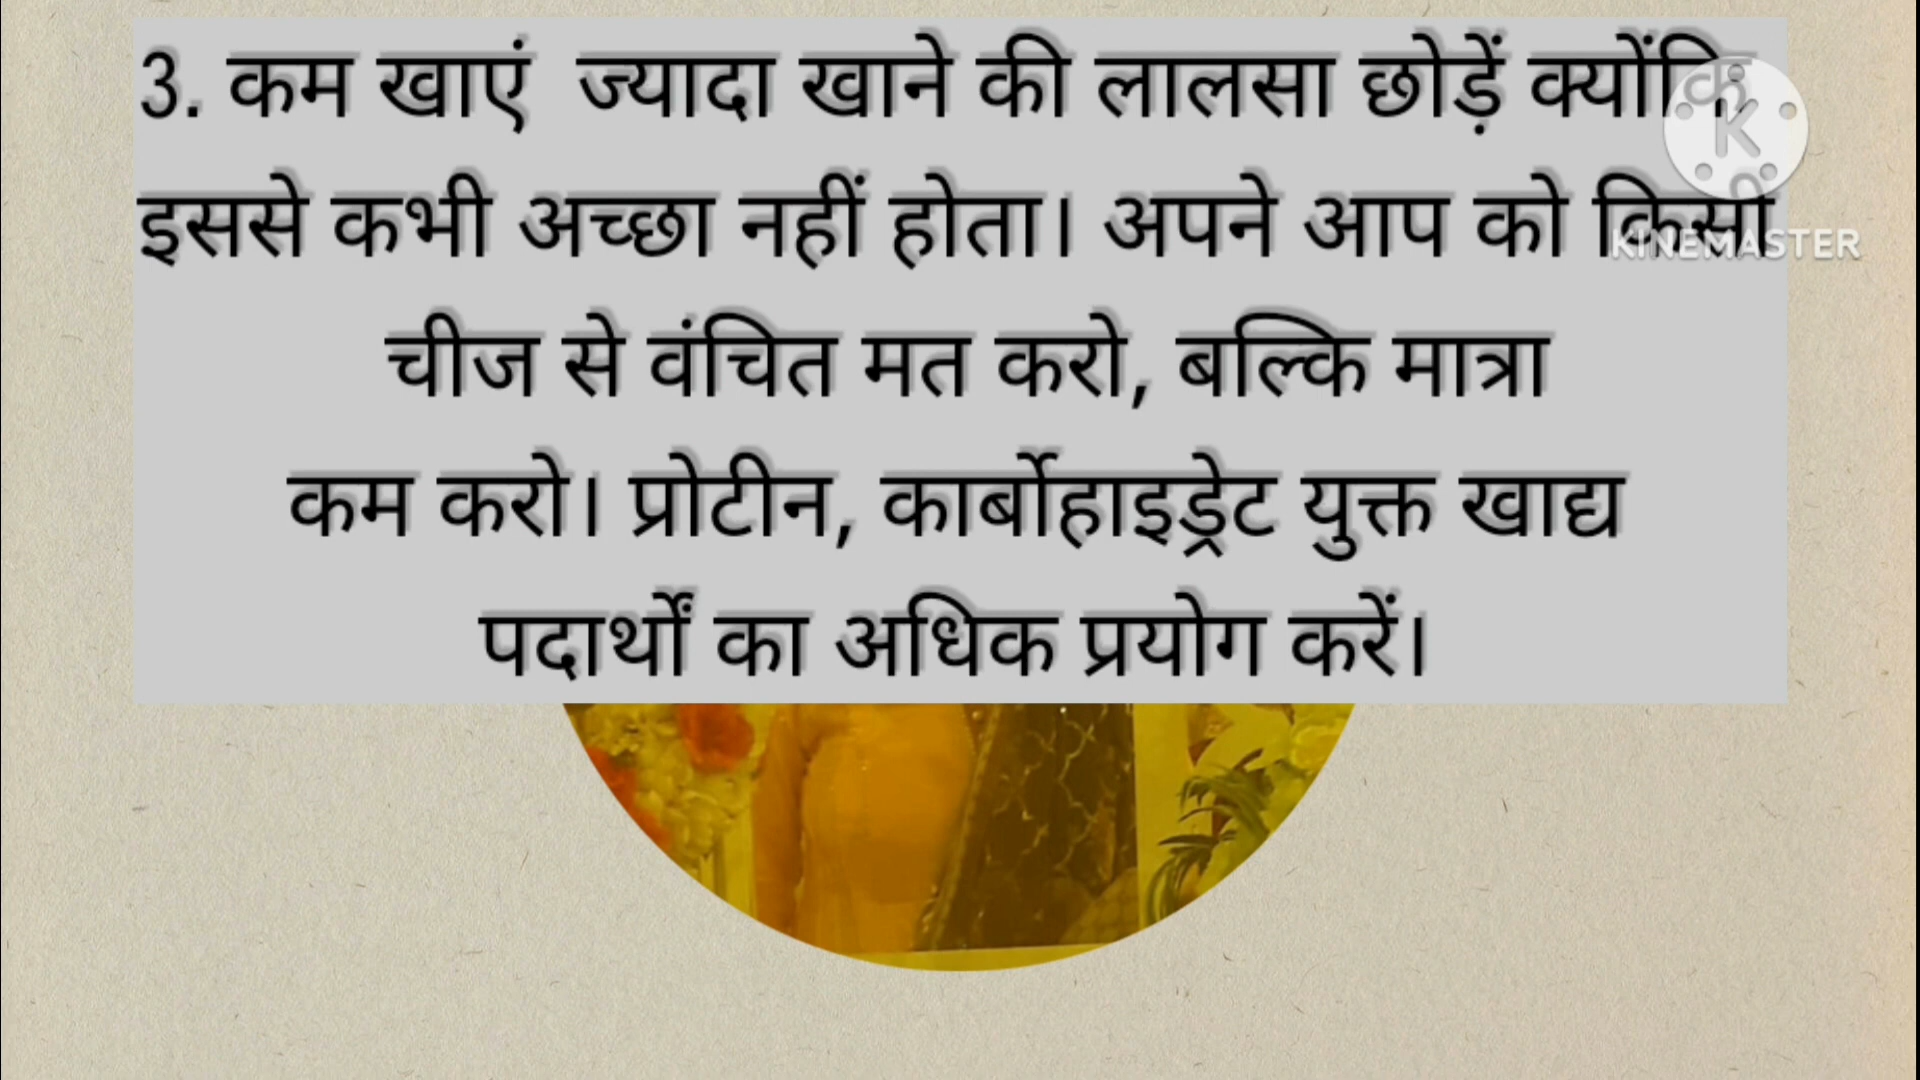 3. कम खाएं ज्यादा खाने की लालसा छोड़ें क्योंकि
इससे कभी अच्छा नहीं होता। अपने आप को किसी
चीज से वंचित मत करो, बल्कि मात्रा
कम करो। प्रोटीन, कार्बोहाइड्रेट युक्त खाद्य
पदार्थों का अधिक प्रयोग करें।
K
KINEMASTER